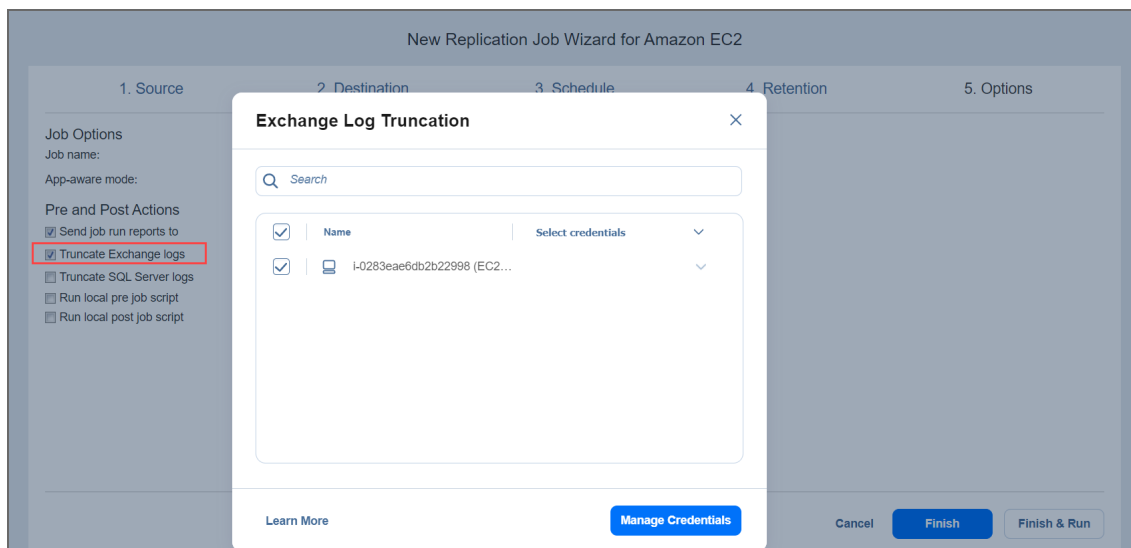 New Replication Job Wizard for Amazon EC2
1. Source
2. Destination
3. Schedule
4. Retention
5. Options
Job Options
Job name:
App-aware mode:
Pre and Post Actions
Send job run reports to
Truncate Exchange logs
Truncate SQL Server logs
Run local pre job script
Run local post job script
Exchange Log Truncation
Search
Name
Select credentials
i-0283eae6db2b22998 (EC2...
Learn More
Manage Credentials
Cancel
Finish
Finish & Run